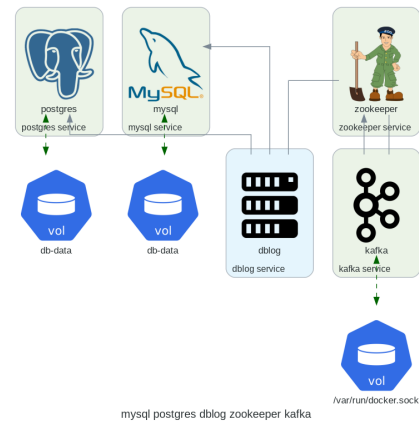 MySQL®
postgres
mysql
zookeeper
postgres service
mysql service
zookeeper service
vol
vol
dblog
kafka
db-data
db-data
dblog service
kafka service
vol
/var/run/docker.sock
mysql postgres dblog zookeeper kafka